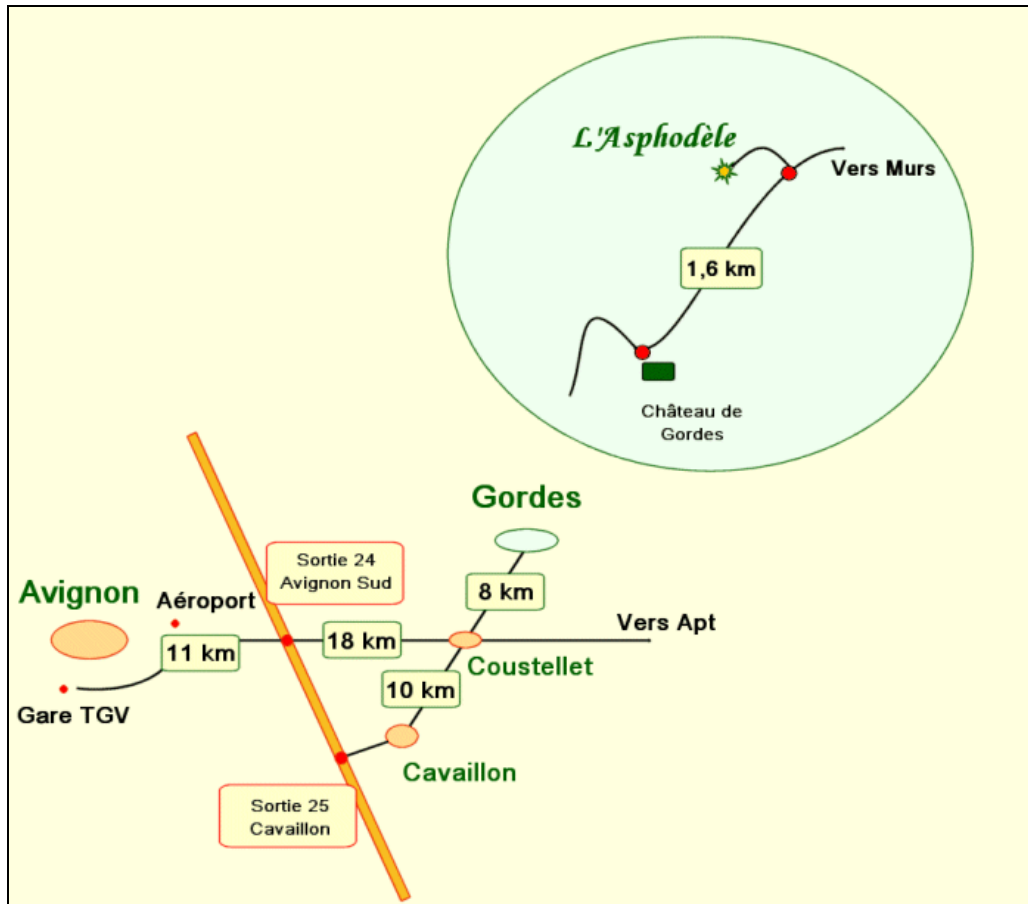 L'Asphodèle
Vers Murs
1,6 km
Château de
Gordes
Gordes
Sortie 24
Avignon Sud
Avignon
Aéroport
8 km
Vers Apt
11 km
18 km
Coustellet
10 km
Gare TGV
Cavaillon
Sortie 25
Cavaillon